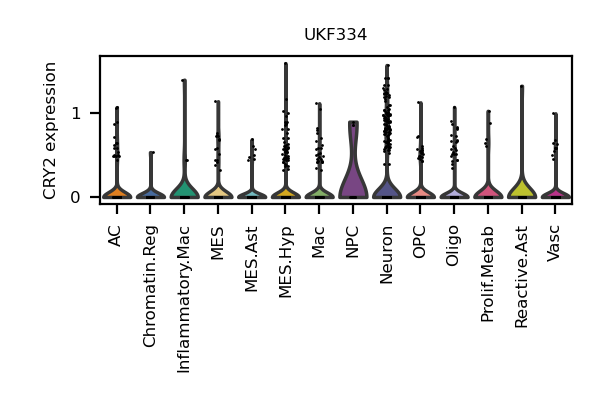 UKF334
CRY2 expression
1
0
AC
Chromatin.Reg
Inflammatory.Mac
MES
MES.Ast
MES.Hyp
Mac
NPC
Neuron
OPC
Oligo
Prolif.Metab
Reactive.Ast
Vasc